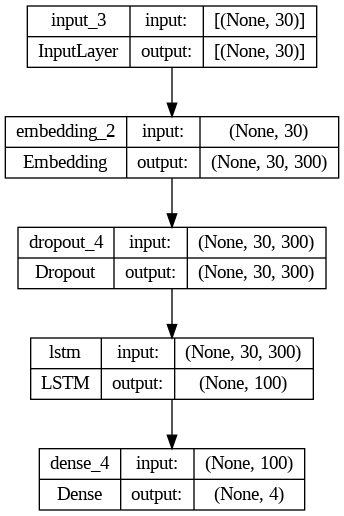 input_3 input: [(None, 30)]
InputLayer output: [(None, 30)]
embedding_2 input: (None, 30)
Embedding output: (None, 30, 300)
dropout_4 input: (None, 30, 300)
Dropout output: (None, 30, 300)
lstm input: (None, 30, 300)
LSTM output: (None, 100)
dense_4 input: (None, 100)
Dense output: (None, 4)